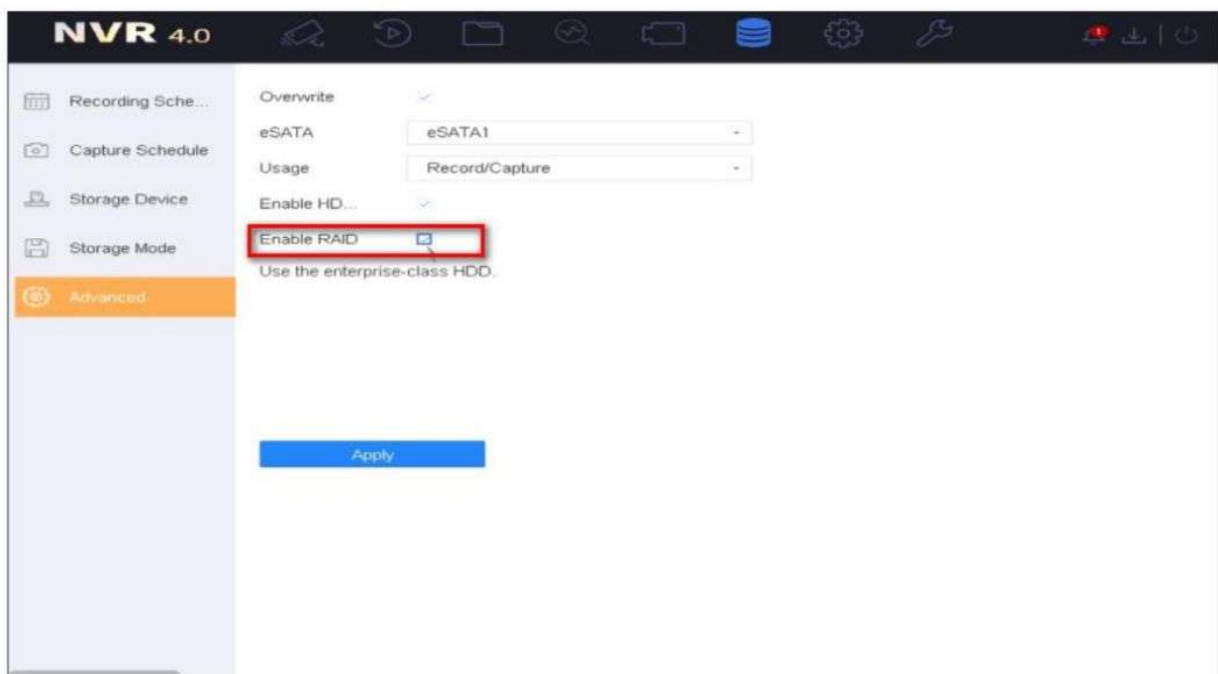 NVR 4.0
Recording Sche...
Capture Schedule
Storage Device
Storage Mode
Advanced
Overwrite
eSATA eSATA1
Usage Record/Capture
Enable HD...
Enable RAID
Use the enterprise-class HDD.
Apply